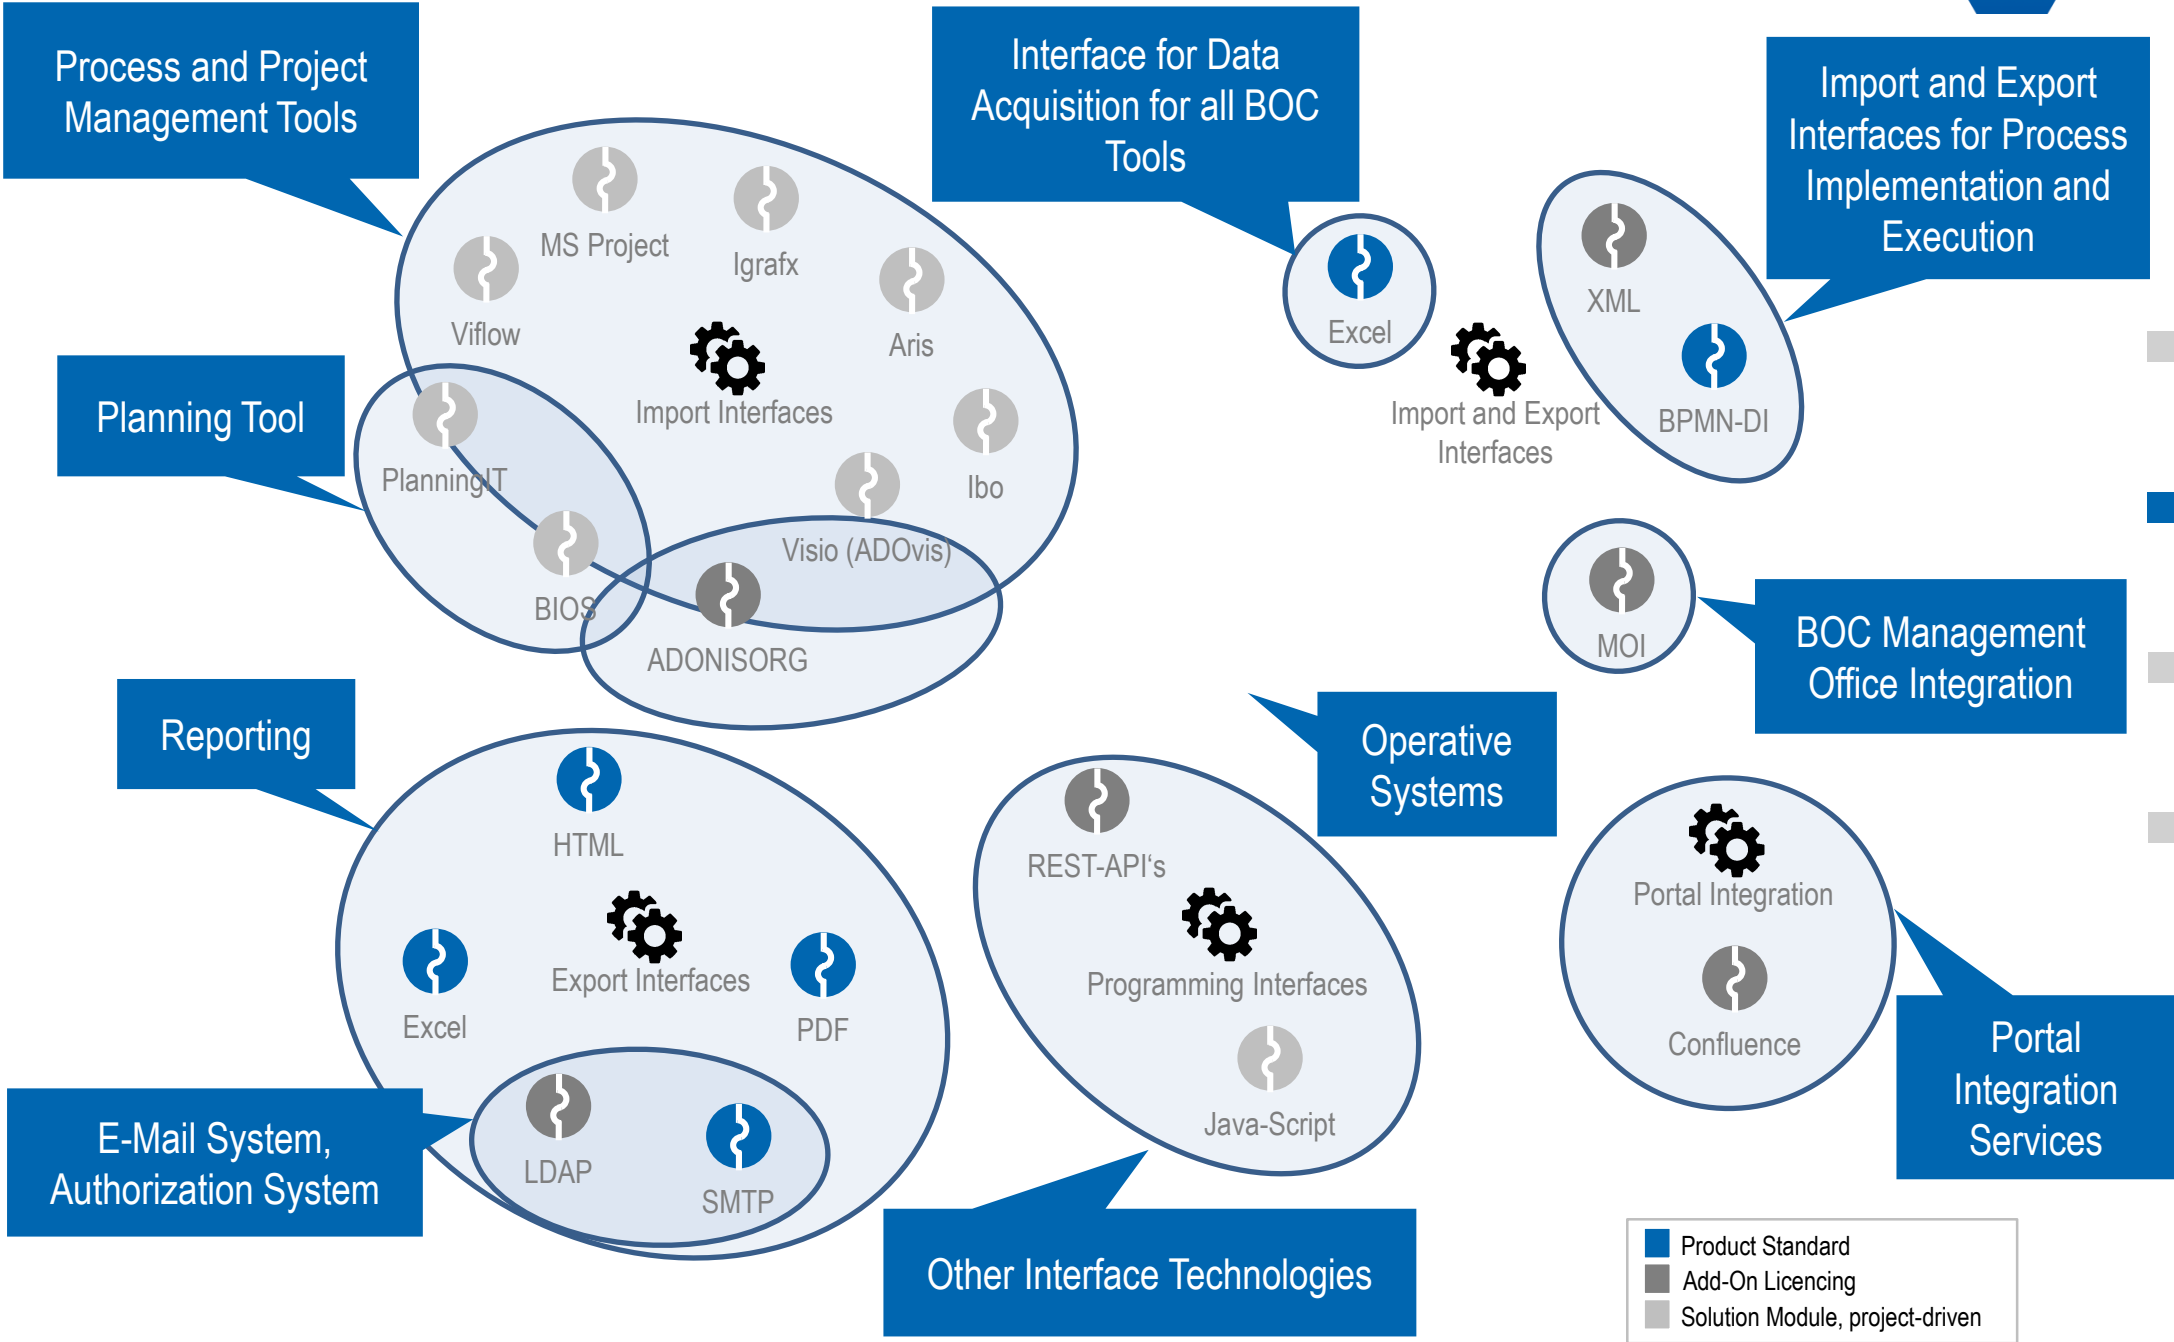 Process and Project
Management Tools
Interface for Data
Acquisition for all BOC
Tools
Import and Export
Interfaces for Process
Implementation and
Execution
MS Project
Igrafx
Viflow
Aris
Import Interfaces
Ibo
Visio (ADOvis)
Excel
XML
BPMN-DI
Import and Export
Interfaces
Planning Tool
PlanningIT
BIOS
ADONISORG
MOI
BOC Management
Office Integration
Reporting
Operative
Systems
HTML
Export Interfaces
Excel
PDF
REST-API‘s
Programming Interfaces
Java-Script
Portal Integration
Confluence
Portal
Integration
Services
E-Mail System,
Authorization System
LDAP
SMTP
Other Interface Technologies
Product Standard
Add-On Licencing
Solution Module, project-driven